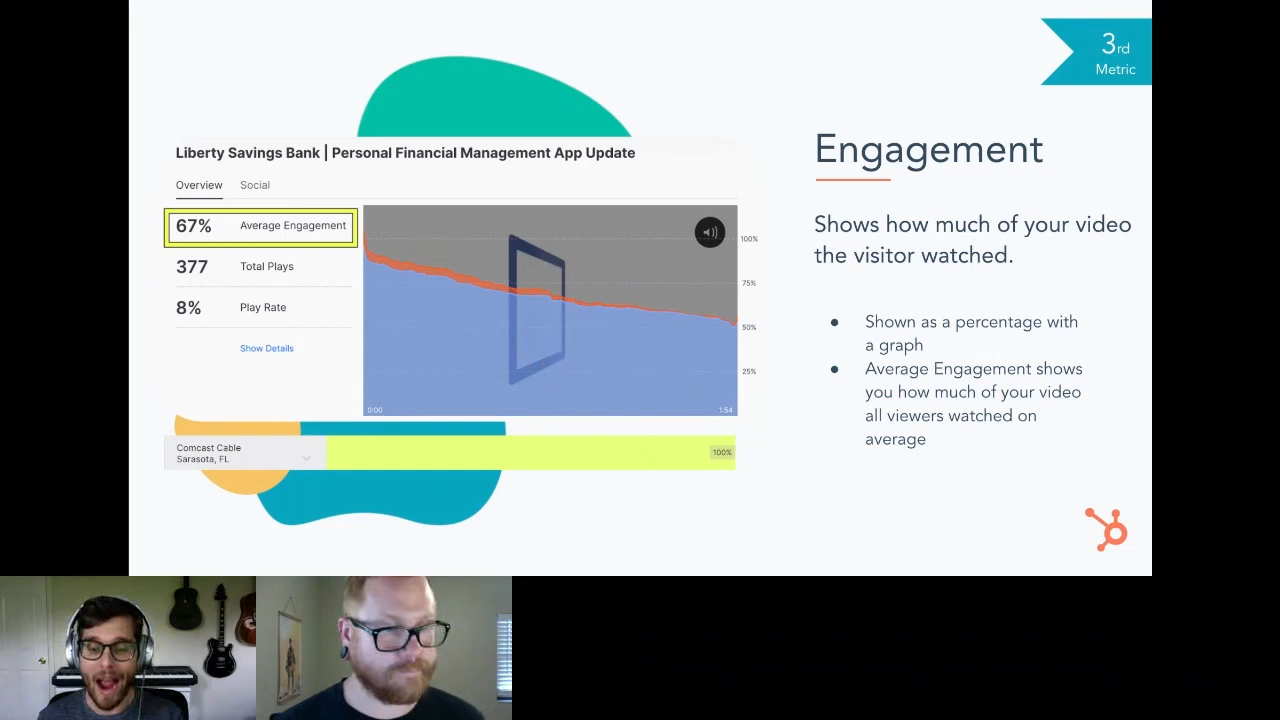 3rd
Metric
Engagement
Shows how much of your video
the visitor watched.
● Shown as a percentage with
a graph
● Average Engagement shows
you how much of your video
all viewers watched on
average
Liberty Savings Bank | Personal Financial Management App Update
Overview Social
67% Average Engagement
377 Total Plays
8% Play Rate
Show Details
100%
75%
50%
25%
0:00 1:54
Comcast Cable
Sarasota, FL
100%